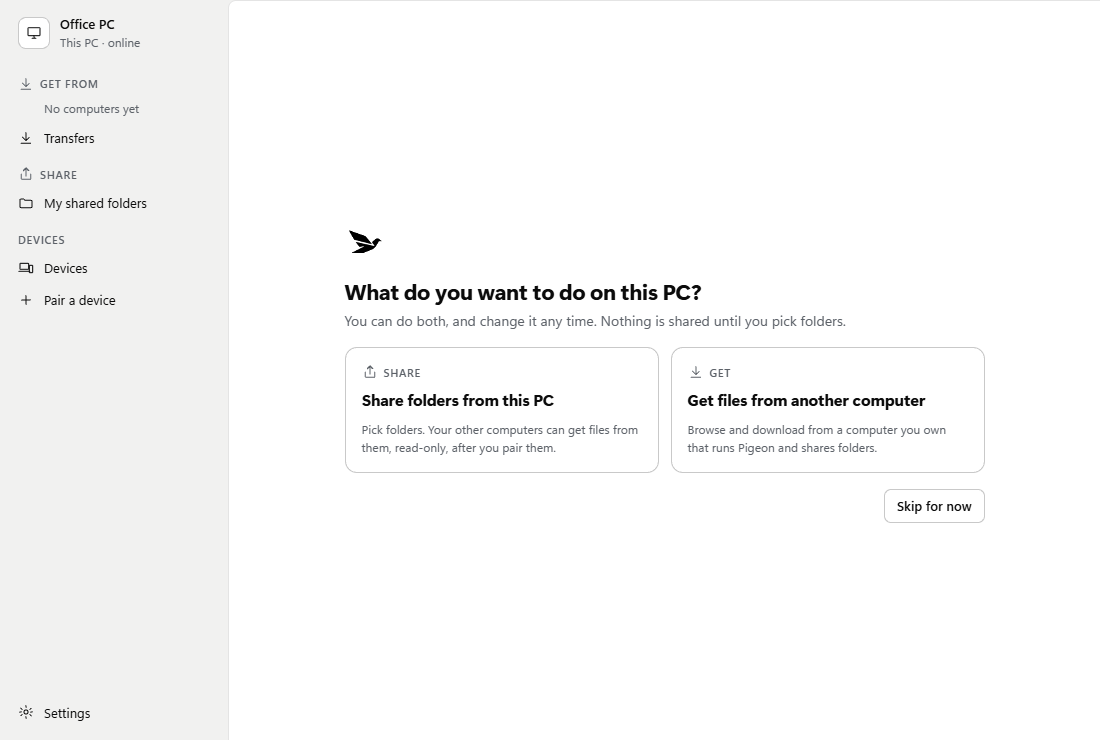 Office PC
This PC · online
GET FROM
No computers yet
Transfers
SHARE
My shared folders
DEVICES
Devices
Pair a device
Settings
What do you want to do on this PC?
You can do both, and change it any time. Nothing is shared until you pick folders.
SHARE
Share folders from this PC
Pick folders. Your other computers can get files from
them, read-only, after you pair them.
GET
Get files from another computer
Browse and download from a computer you own
that runs Pigeon and shares folders.
Skip for now